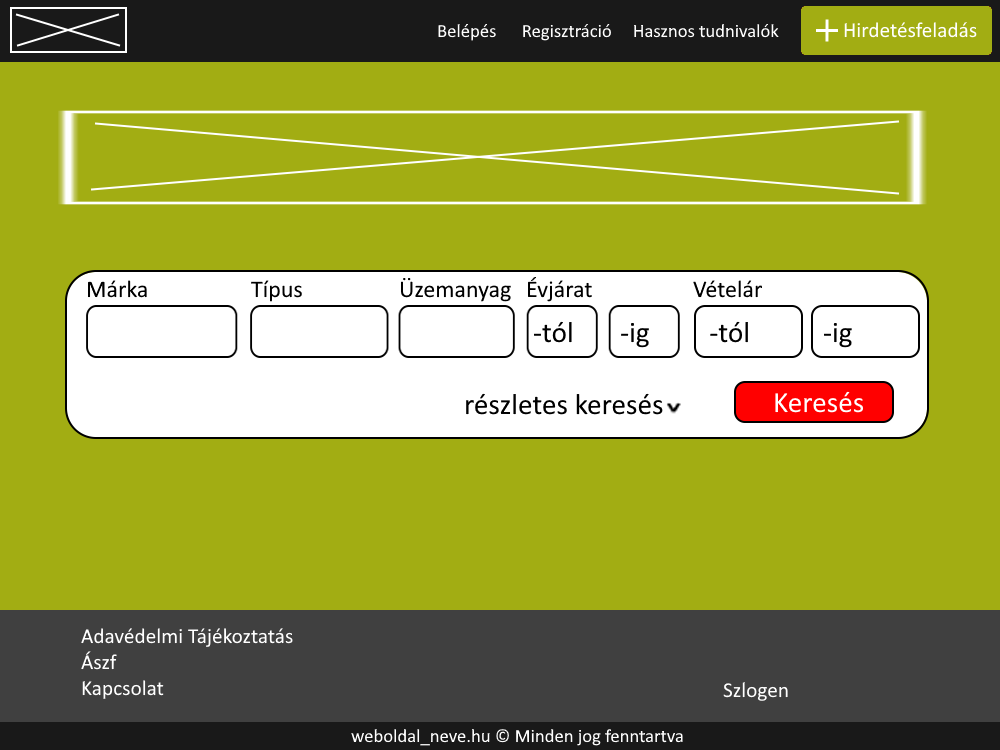 Belépés Regisztráció Hasznos tudnivalók Hirdetésfeladás
Márka Típus Üzemanyag Évjárat Vételár
-tól -ig -tól -ig
részletes keresés Keresés
Adavédelmi Tájékoztatás
Ászf
Kapcsolat
Szlogen
weboldal_neve.hu © Minden jog fenntartva